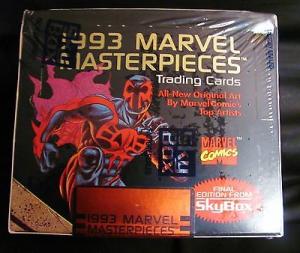 1993 MARVEL
MASTERPIECES™
Trading Cards
All-New Original Art
By Marvel Comics
Top Artists
MARVEL
COMICS
FINAL
EDITION FROM
SkyBox
1993 MARVEL
MASTERPIECES